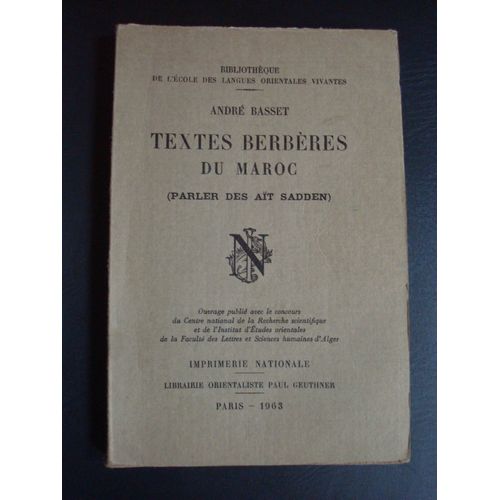 BIBLIOTHÈQUE
DE L'ÉCOLE DES LANGUES ORIENTALES VIVANTES
ANDRÉ BASSET
TEXTES BERBÈRES
DU MAROC
(PARLER DES AÏT SADDEN)
IN
Ouvrage publié avec le concours
du Centre national de la Recherche scientifique
et de l'Institut d'Études orientales
de la Faculté des Lettres et Sciences humaines d'Alger
IMPRIMERIE NATIONALE
LIBRAIRIE ORIENTALISTE PAUL GEUTHNER
PARIS - 1963